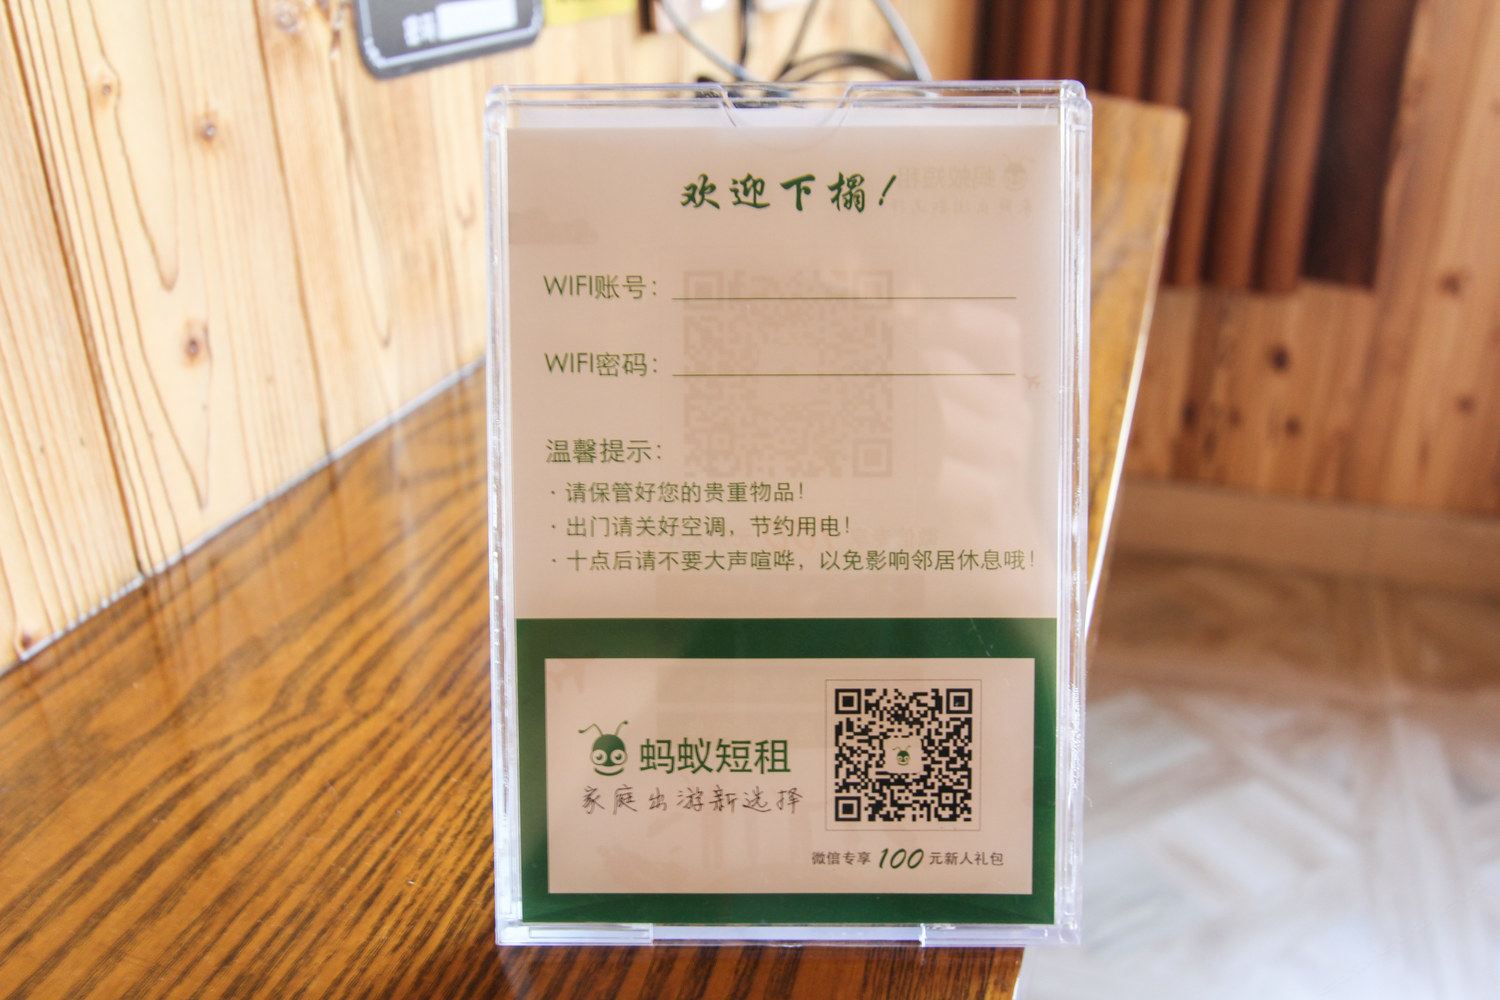 欢迎下榻！
WIFI账号：
WIFI密码：
温馨提示：
· 请保管好您的贵重物品！
· 出门请关好空调，节约用电！
· 十点后请不要大声喧哗，以免影响邻居休息哦！
蚂蚁短租
家庭出游新选择
微信专享 100 元新人礼包